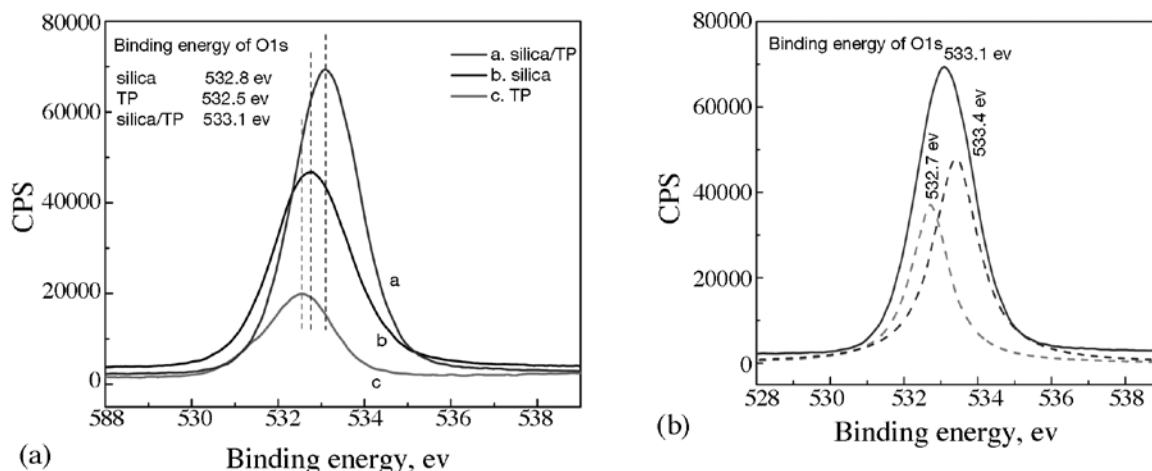 80000
60000
40000
20000
0
CPS
Binding energy of O1s
silica 532.8 ev
TP 532.5 ev
silica/TP 533.1 ev
a. silica/TP
b. silica
c. TP
a
b
c
588 530 532 534 536 538
(a) Binding energy, ev
80000
60000
40000
20000
0
CPS
Binding energy of O1s
533.1 ev
532.7 ev
533.4 ev
528 530 532 534 536 538
(b) Binding energy, ev